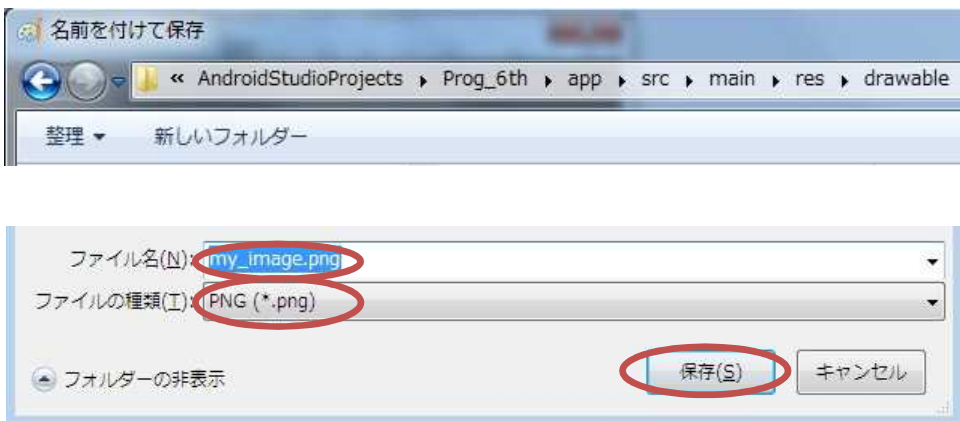 名前を付けて保存
« AndroidStudioProjects ▸ Prog_6th ▸ app ▸ src ▸ main ▸ res ▸ drawable
整理 ▼ 新しいフォルダー
ファイル名(N): my_image.png
ファイルの種類(T): PNG (*.png)
フォルダーの非表示 保存(S) キャンセル